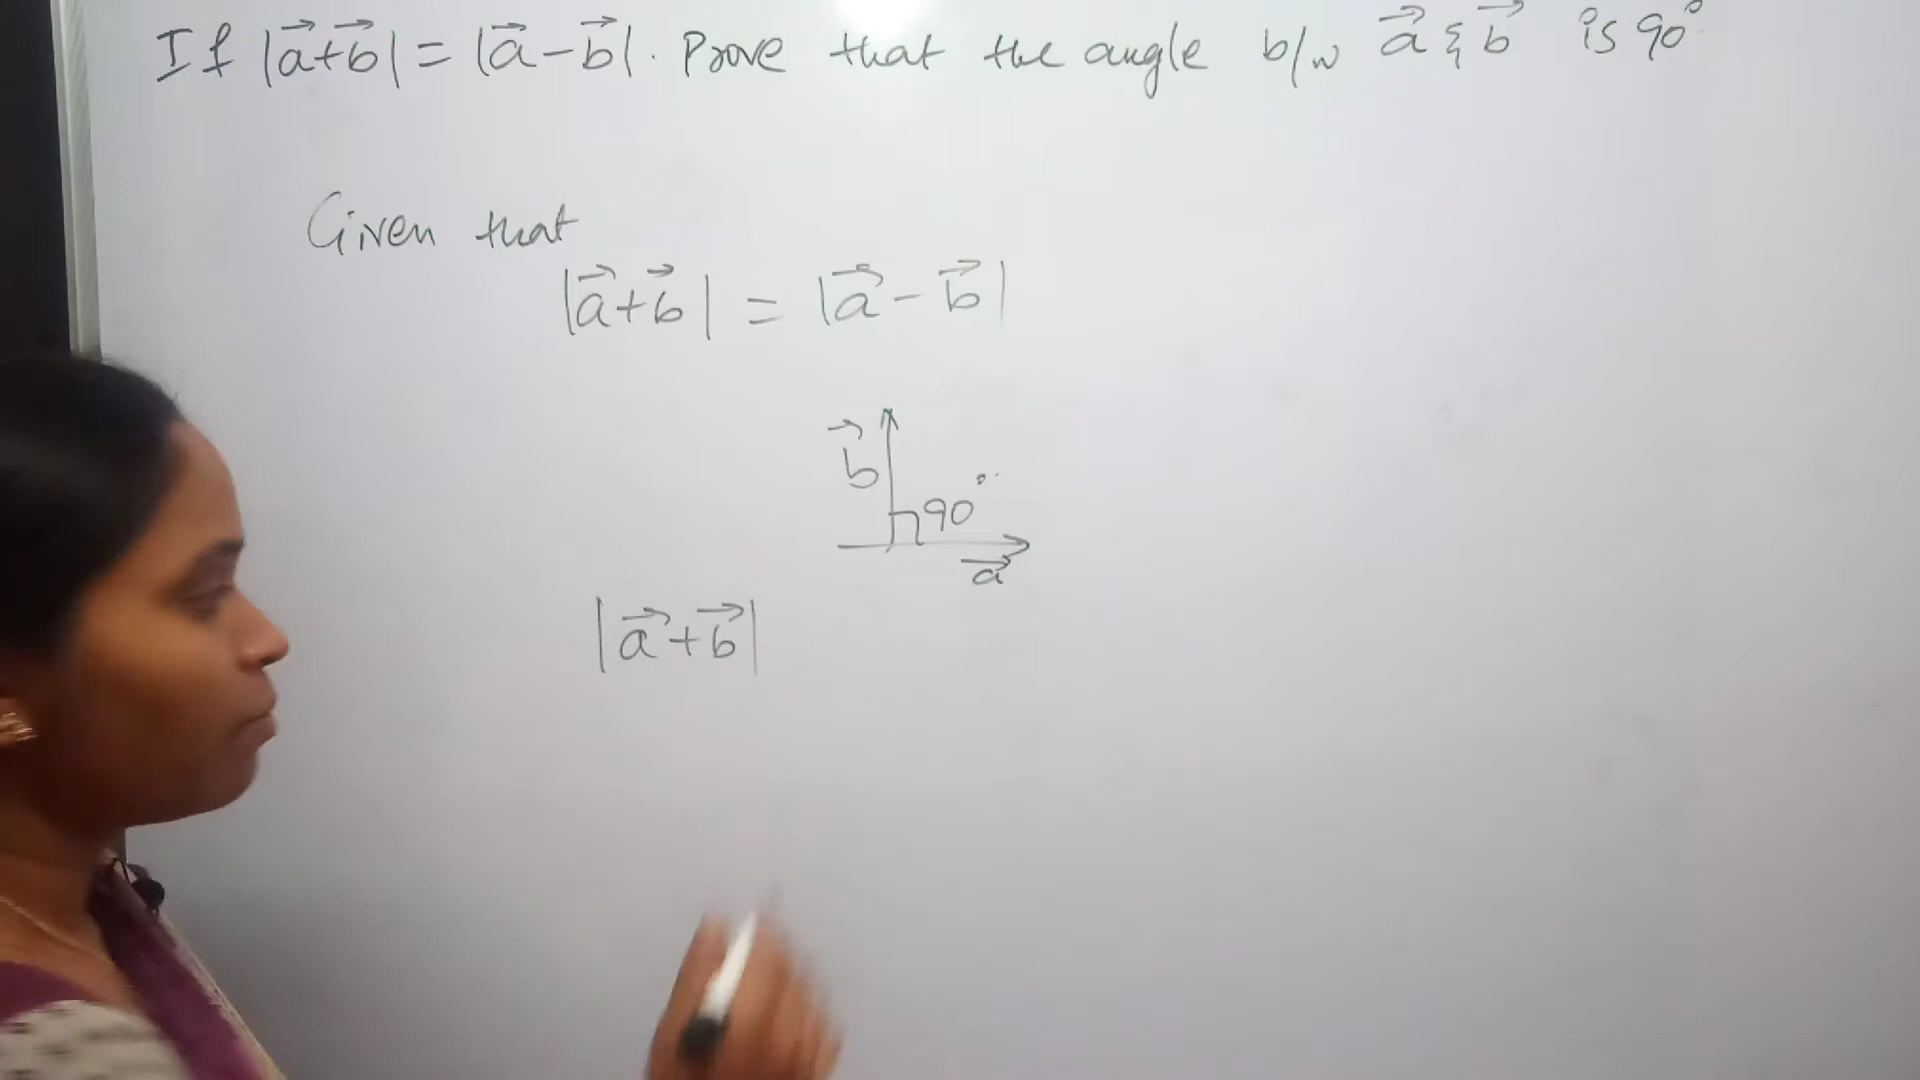 If |a⃗+b⃗| = |a⃗-b⃗|. Prove that the angle b/w a⃗ & b⃗ is 90°
Given that
|a⃗+b⃗| = |a⃗-b⃗|
b⃗
90°
a⃗
|a⃗+b⃗|